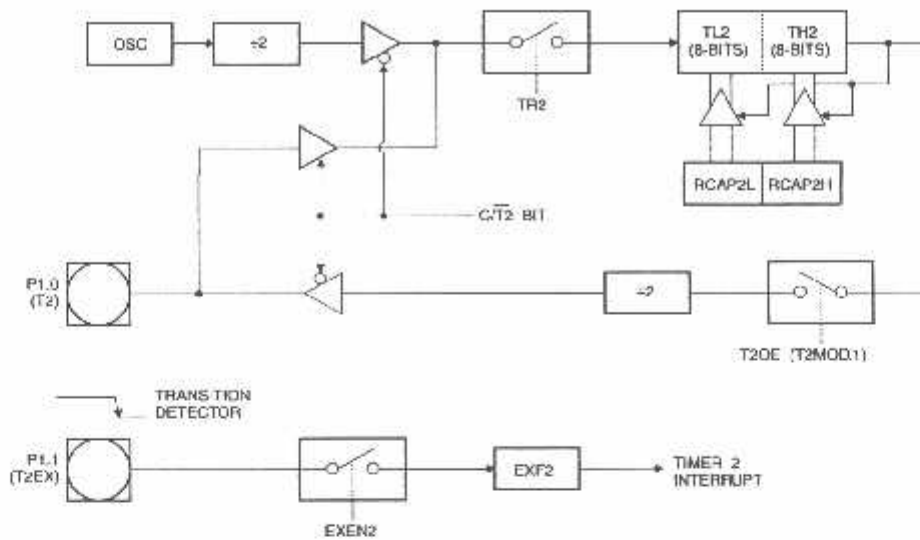 OSC
÷2
TR2
TL2
(8-BITS)
TH2
(8-BITS)
RCAP2L
RCAP2H
C/T2 BIT
P1.0
(T2)
÷2
T2OE (T2MOD.1)
TRANSITION
DETECTOR
P1.1
(T2EX)
EXEN2
EXF2
TIMER 2
INTERRUPT